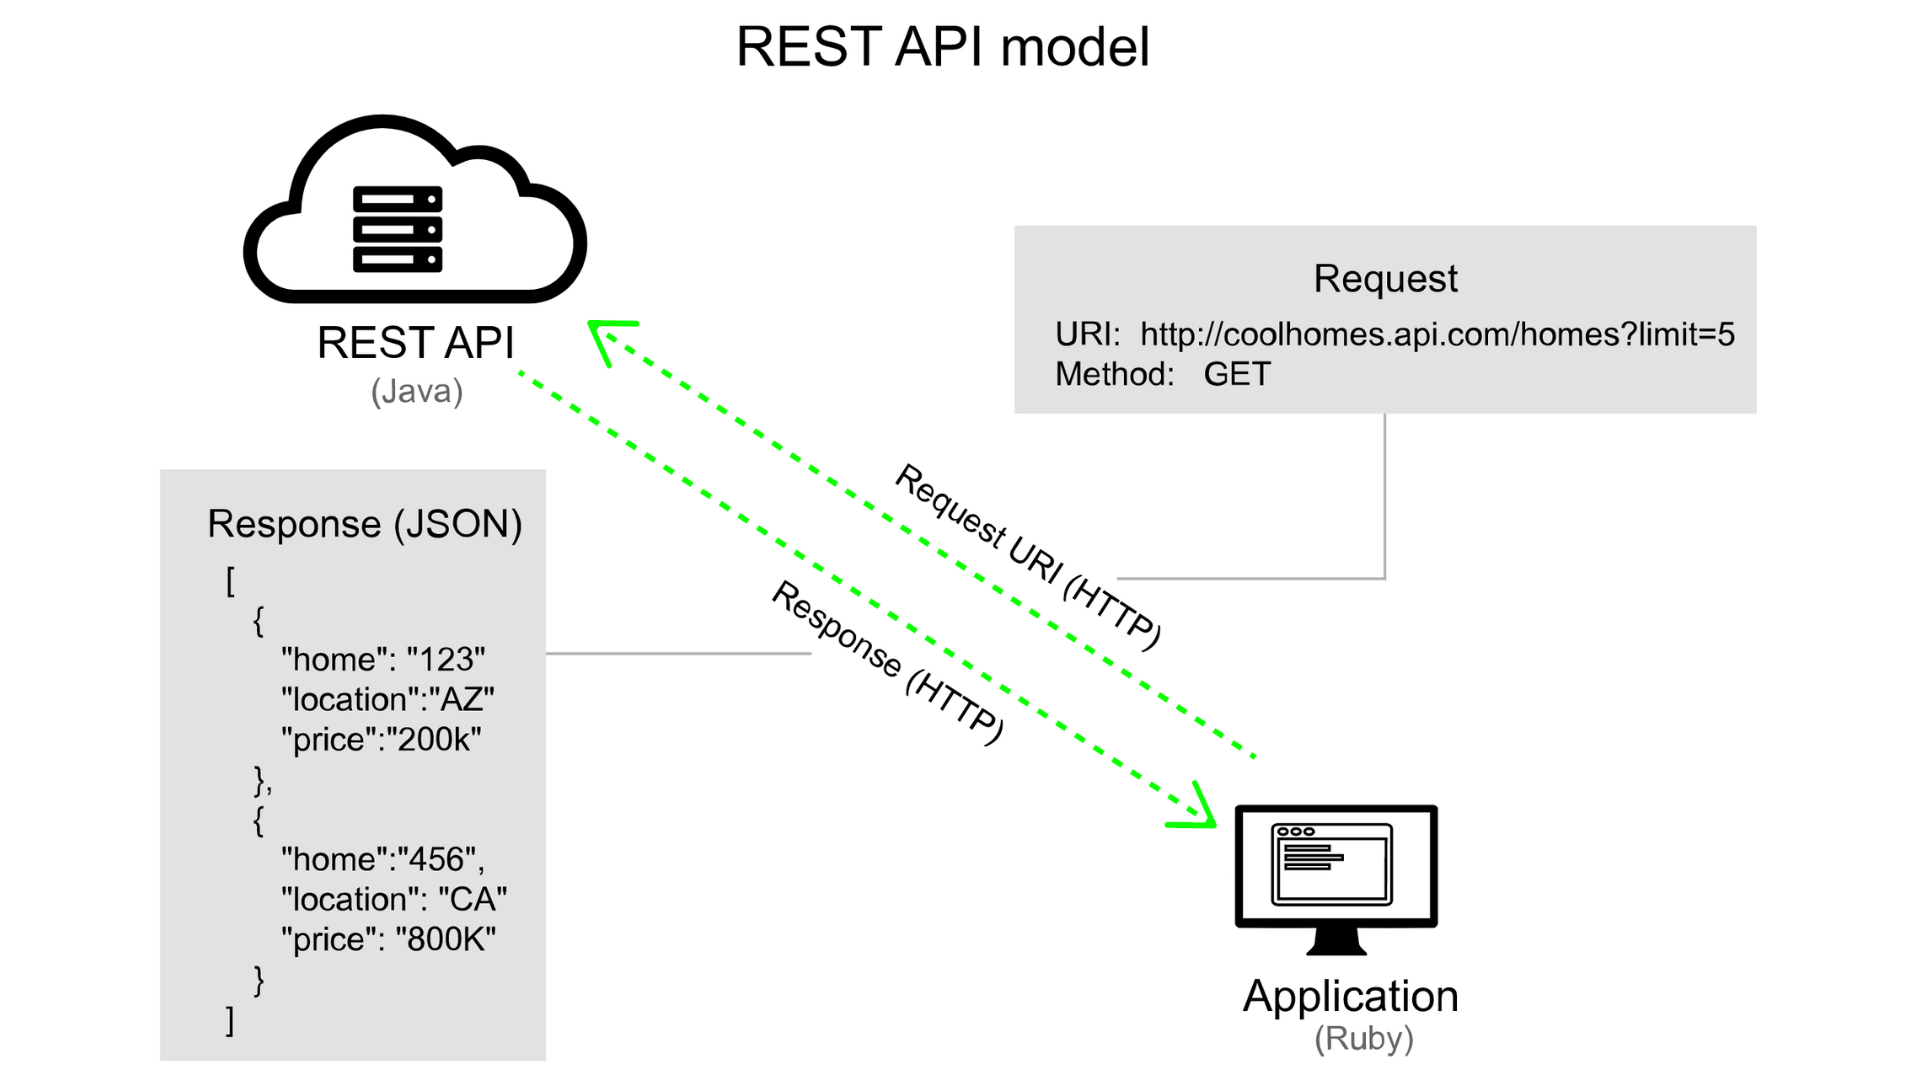 REST API model
REST API
(Java)
Request
URI:  http://coolhomes.api.com/homes?limit=5
Method:   GET
Request URI (HTTP)
Response (HTTP)
Response (JSON)
[
{
"home": "123"
"location":"AZ"
"price":"200k"
},
{
"home":"456",
"location": "CA"
"price": "800K"
}
]
Application
(Ruby)